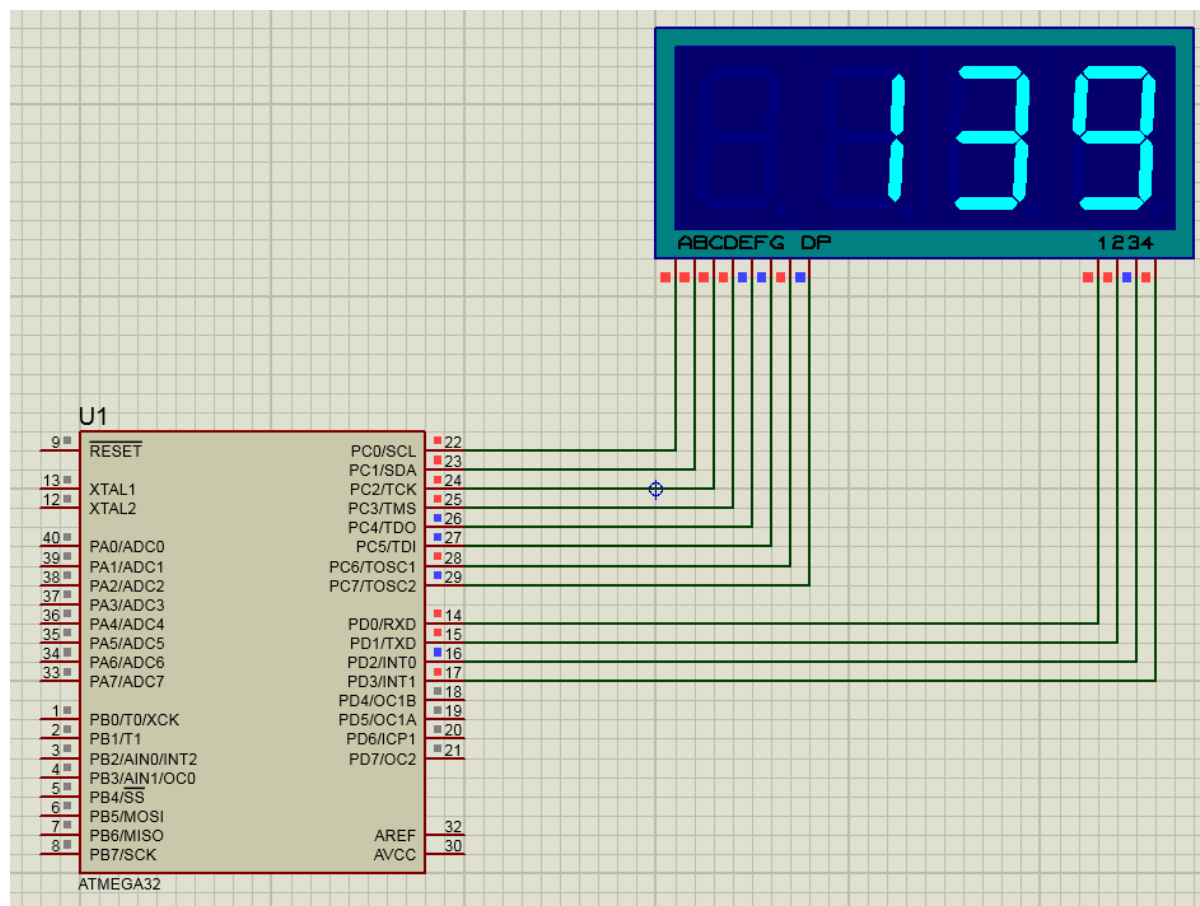 139
ABCDEFG DP 1234
U1
9 RESET PC0/SCL 22
PC1/SDA 23
13 XTAL1 PC2/TCK 24
12 XTAL2 PC3/TMS 25
PC4/TDO 26
40 PA0/ADC0 PC5/TDI 27
39 PA1/ADC1 PC6/TOSC1 28
38 PA2/ADC2 PC7/TOSC2 29
37 PA3/ADC3
36 PA4/ADC4 PD0/RXD 14
35 PA5/ADC5 PD1/TXD 15
34 PA6/ADC6 PD2/INT0 16
33 PA7/ADC7 PD3/INT1 17
PD4/OC1B 18
1 PB0/T0/XCK PD5/OC1A 19
2 PB1/T1 PD6/ICP1 20
3 PB2/AIN0/INT2 PD7/OC2 21
4 PB3/AIN1/OC0
5 PB4/SS
6 PB5/MOSI
7 PB6/MISO AREF 32
8 PB7/SCK AVCC 30
ATMEGA32